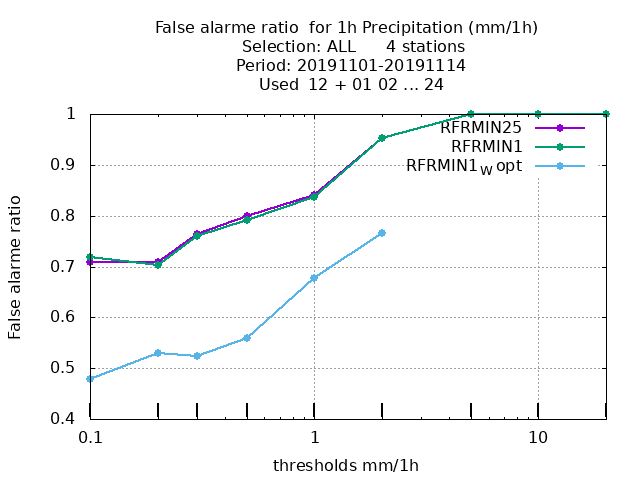 False alarme ratio  for 1h Precipitation (mm/1h)
Selection: ALL      4 stations
Period: 20191101-20191114
Used  12 + 01 02 ... 24
RFRMIN25
RFRMIN1
RFRMIN1W opt
1
0.9
0.8
0.7
0.6
0.5
0.4
False alarme ratio
0.1 1 10
thresholds mm/1h